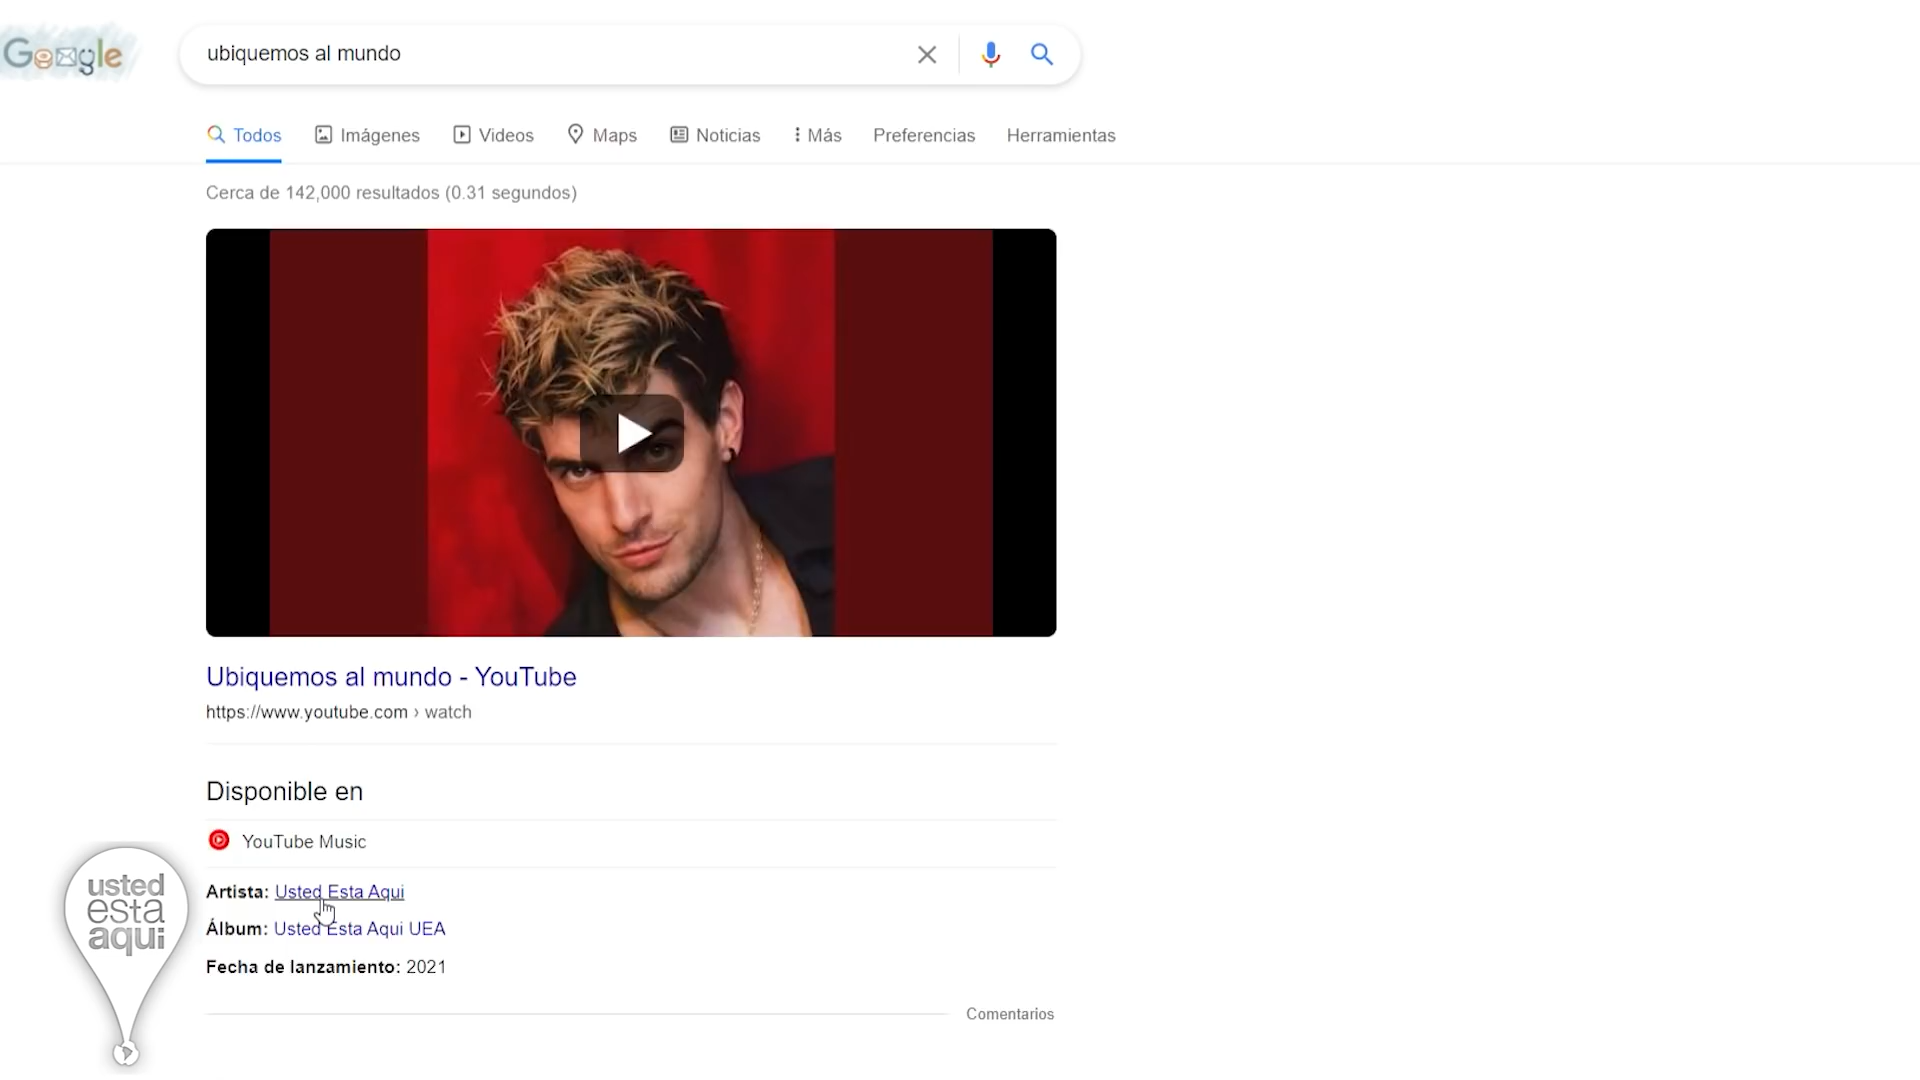 Google
ubiquemos al mundo
Todos
Imágenes
Videos
Maps
Noticias
Más
Preferencias
Herramientas
Cerca de 142,000 resultados (0.31 segundos)
Ubiquemos al mundo - YouTube
https://www.youtube.com › watch
Disponible en
YouTube Music
Artista: Usted Esta Aqui
Álbum: Usted Esta Aqui UEA
Fecha de lanzamiento: 2021
Comentarios
usted
esta
aqui